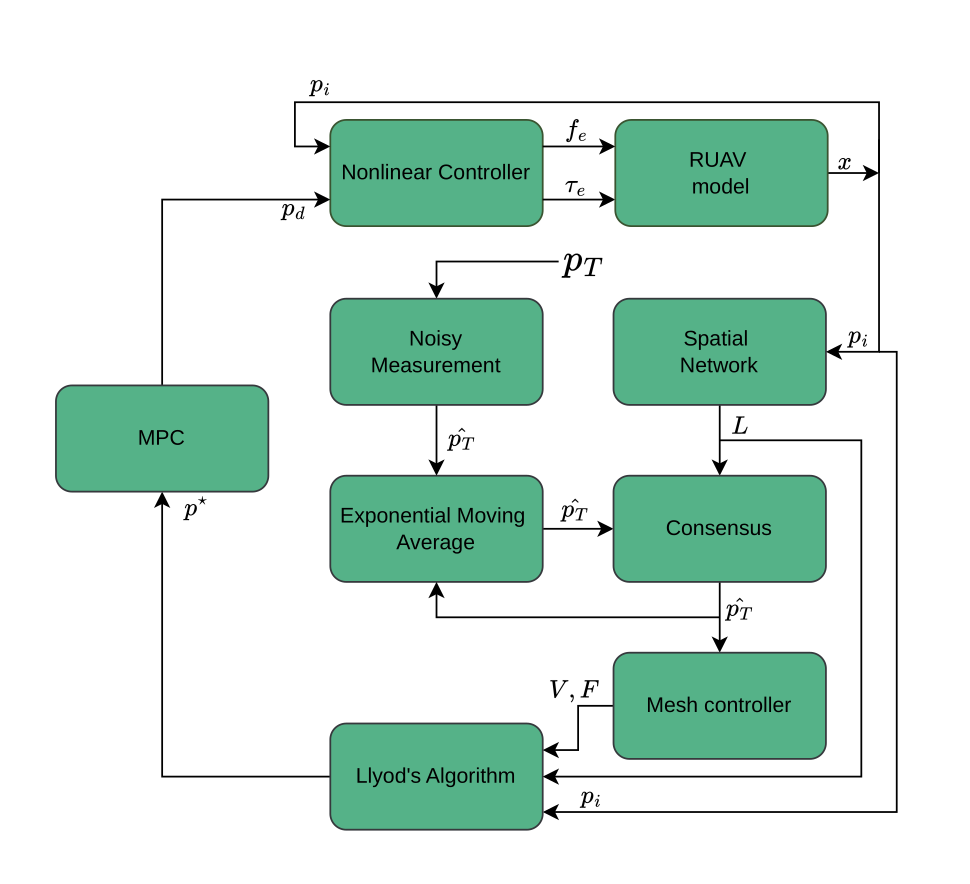 p_i
Nonlinear Controller
f_e
τ_e
RUAV
model
x
p_d
p_T
Noisy
Measurement
Spatial
Network
p_i
MPC
p̂_T
L
p^⋆
Exponential Moving
Average
p̂_T
Consensus
p̂_T
V, F
Mesh controller
Llyod's Algorithm
p_i